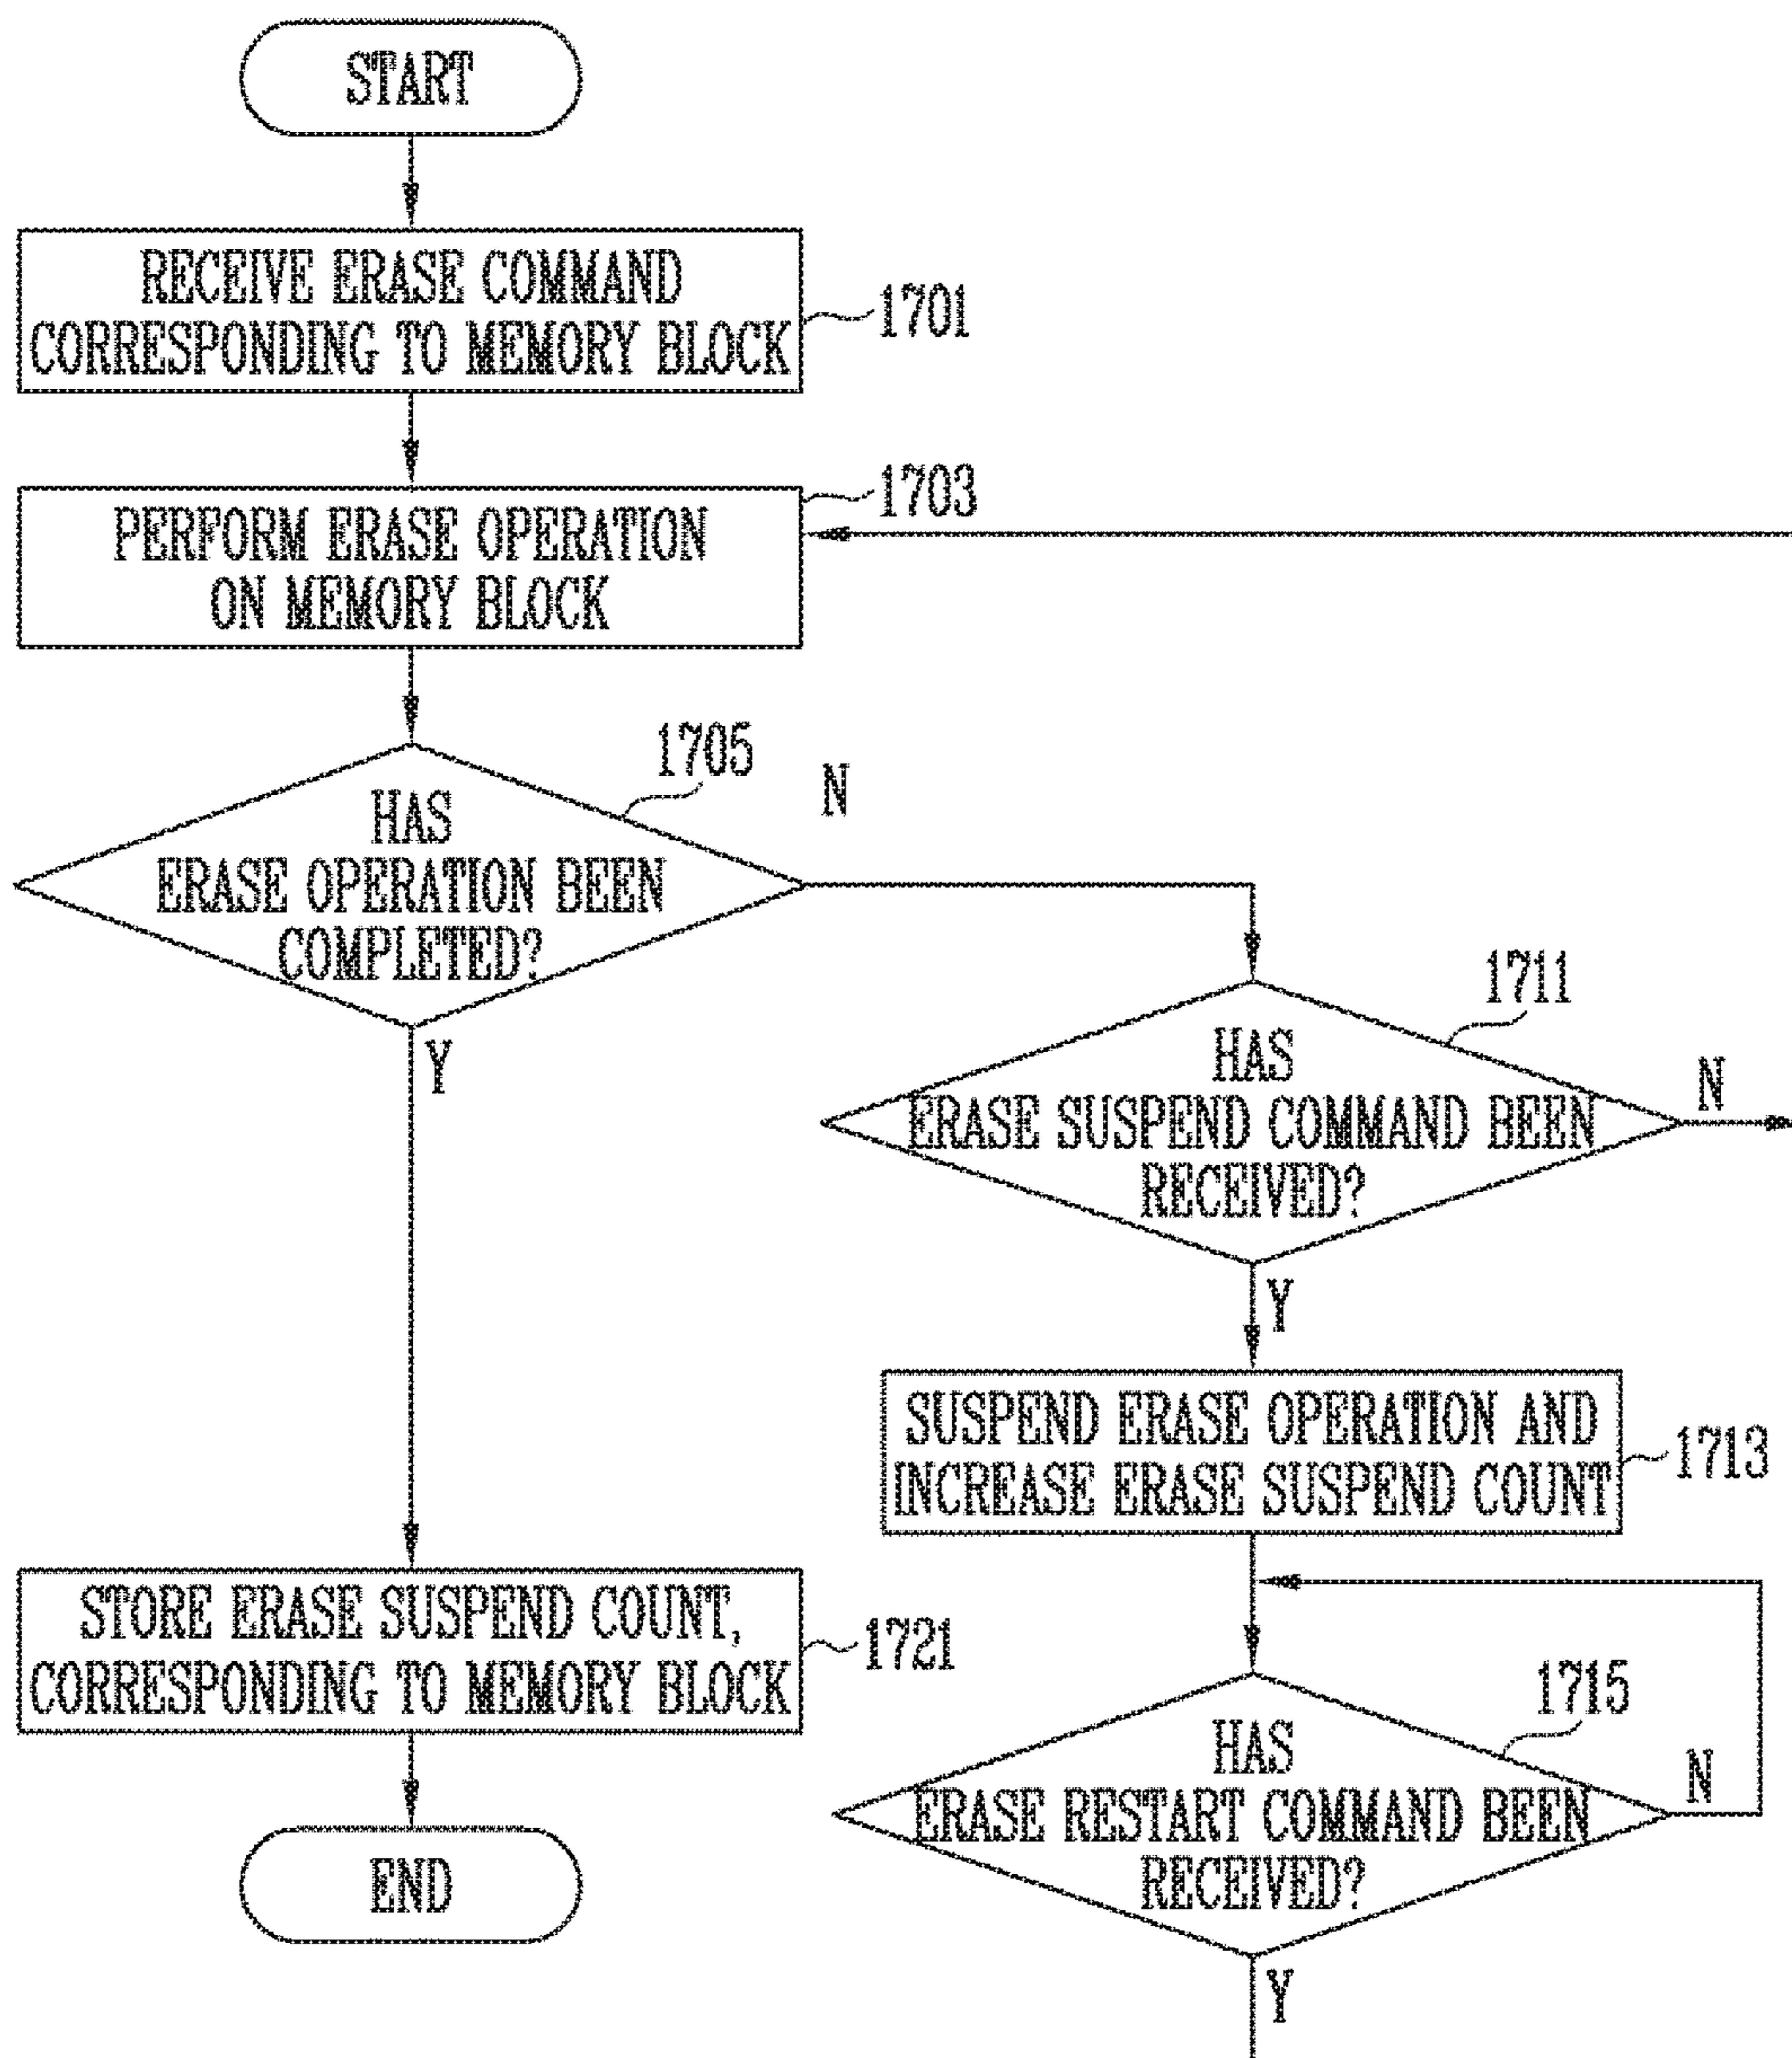 START
RECEIVE ERASE COMMAND
CORRESPONDING TO MEMORY BLOCK
1701
PERFORM ERASE OPERATION
ON MEMORY BLOCK
1703
HAS
ERASE OPERATION BEEN
COMPLETED?
1705
N
Y
HAS
ERASE SUSPEND COMMAND BEEN
RECEIVED?
1711
N
Y
SUSPEND ERASE OPERATION AND
INCREASE ERASE SUSPEND COUNT
1713
STORE ERASE SUSPEND COUNT,
CORRESPONDING TO MEMORY BLOCK
1721
HAS
ERASE RESTART COMMAND BEEN
RECEIVED?
1715
N
Y
END